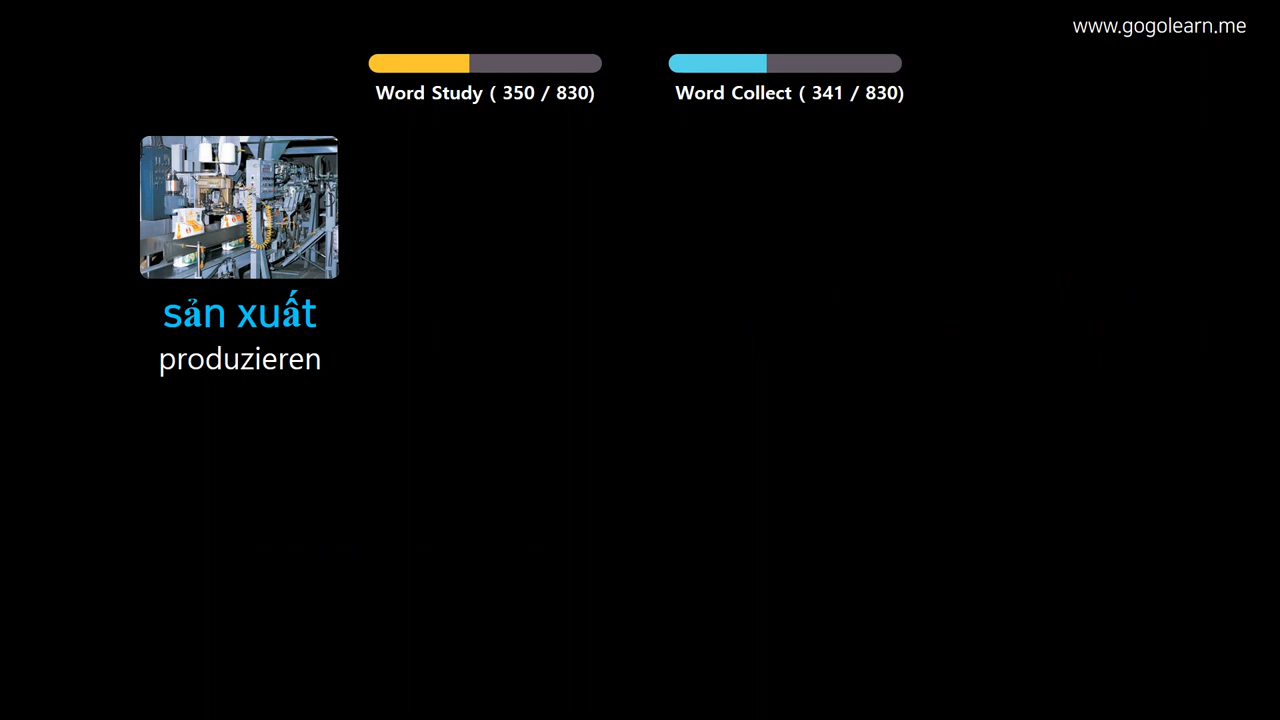 www.gogolearn.me
Word Study ( 350 / 830)
Word Collect ( 341 / 830)
sản xuất
produzieren